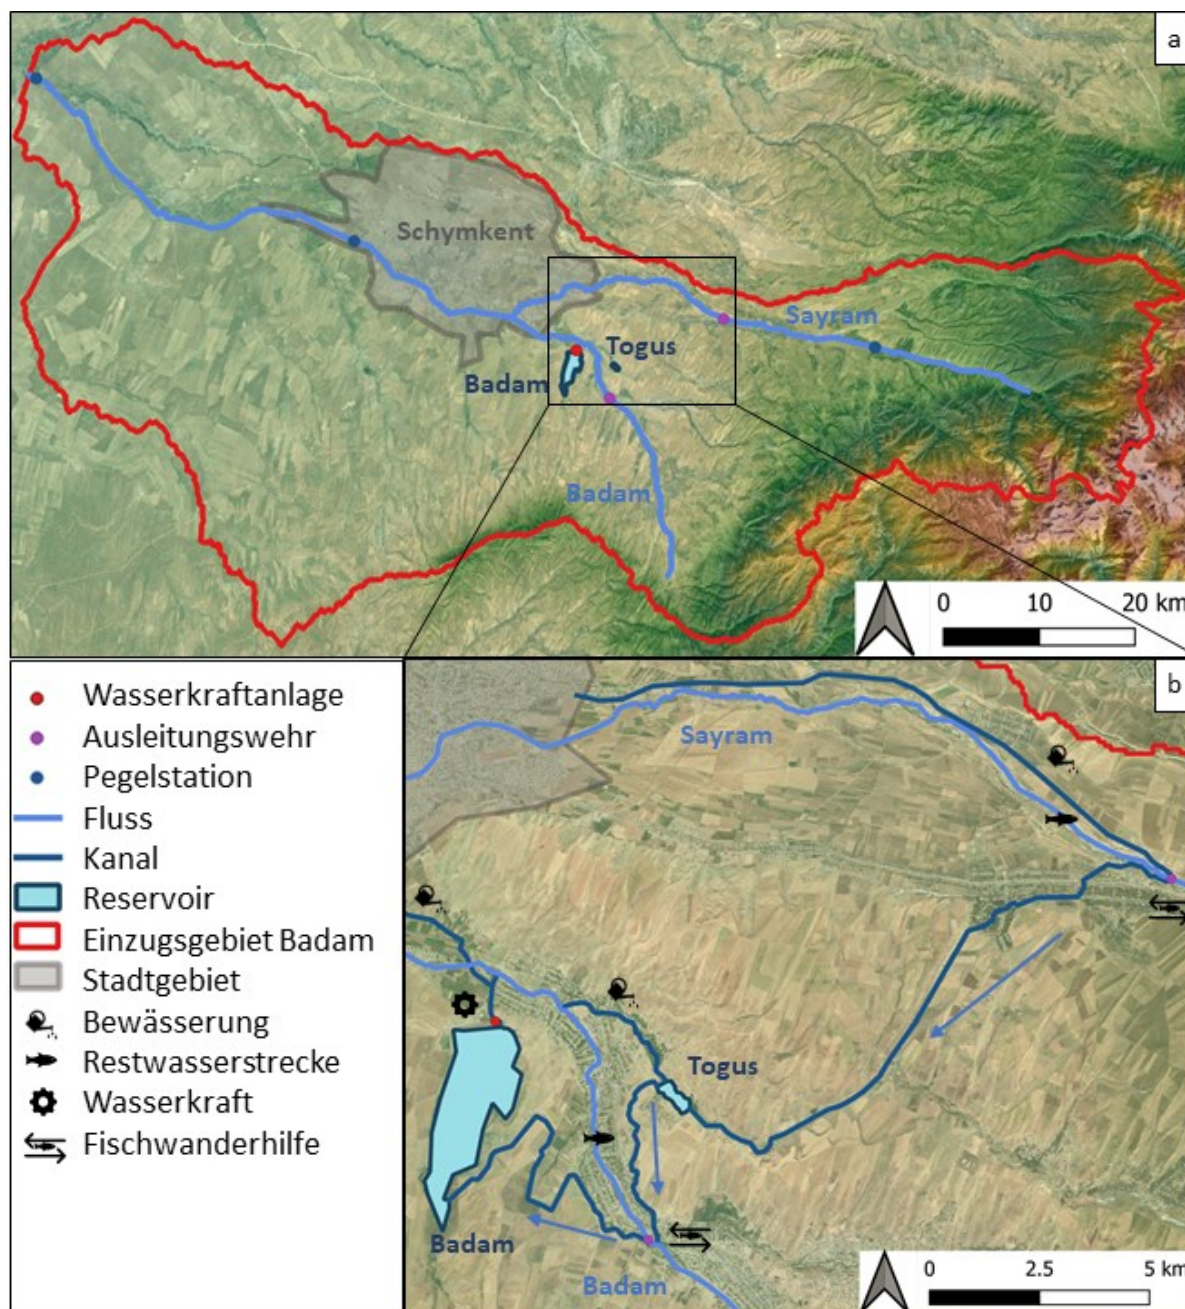 a
Schymkent
Sayram
Togus
Badam
Badam
0 10 20 km
Wasserkraftanlage
Ausleitungswehr
Pegelstation
Fluss
Kanal
Reservoir
Einzugsgebiet Badam
Stadtgebiet
Bewässerung
Restwasserstrecke
Wasserkraft
Fischwanderhilfe
b
Sayram
Togus
Badam
Badam
0 2.5 5 km